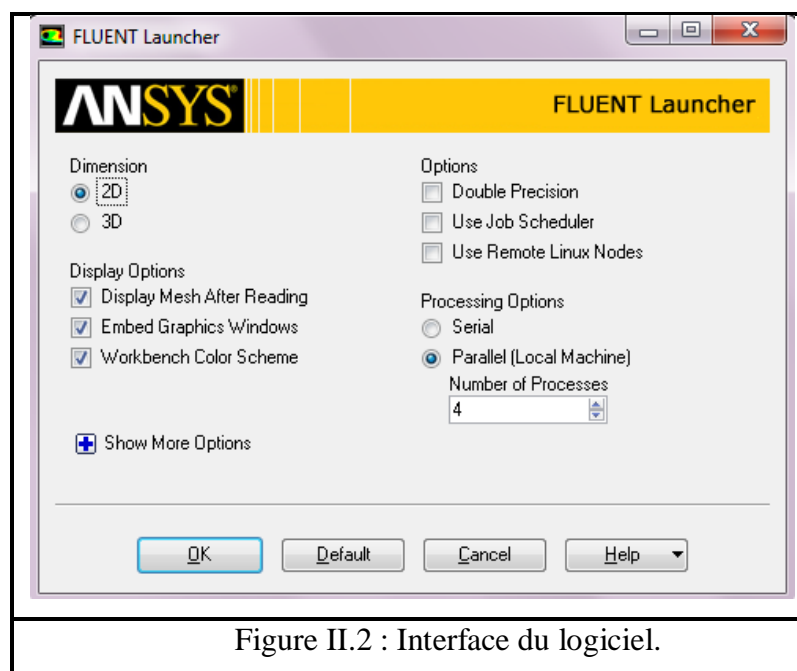 FLUENT Launcher
ANSYS
FLUENT Launcher
Dimension
2D
3D
Display Options
Display Mesh After Reading
Embed Graphics Windows
Workbench Color Scheme
Show More Options
Options
Double Precision
Use Job Scheduler
Use Remote Linux Nodes
Processing Options
Serial
Parallel (Local Machine)
Number of Processes
4
OK
Default
Cancel
Help
Figure II.2 : Interface du logiciel.